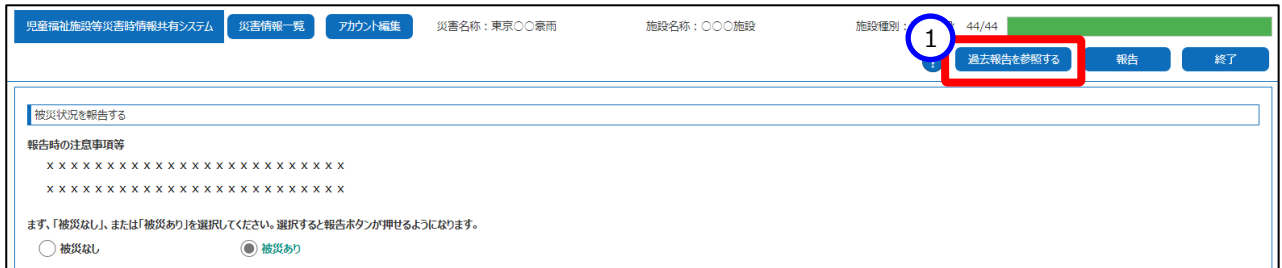 児童福祉施設等災害時情報共有システム 災害情報一覧 アカウント編集 災害名称：東京○○豪雨 施設名称：○○○施設 施設種別： 44/44
1
? 過去報告を参照する 報告 終了
被災状況を報告する
報告時の注意事項等
ｘｘｘｘｘｘｘｘｘｘｘｘｘｘｘｘｘｘｘｘｘｘｘｘｘ
ｘｘｘｘｘｘｘｘｘｘｘｘｘｘｘｘｘｘｘｘｘｘｘｘｘ
まず、「被災なし」、または「被災あり」を選択してください。選択すると報告ボタンが押せるようになります。
被災なし 被災あり